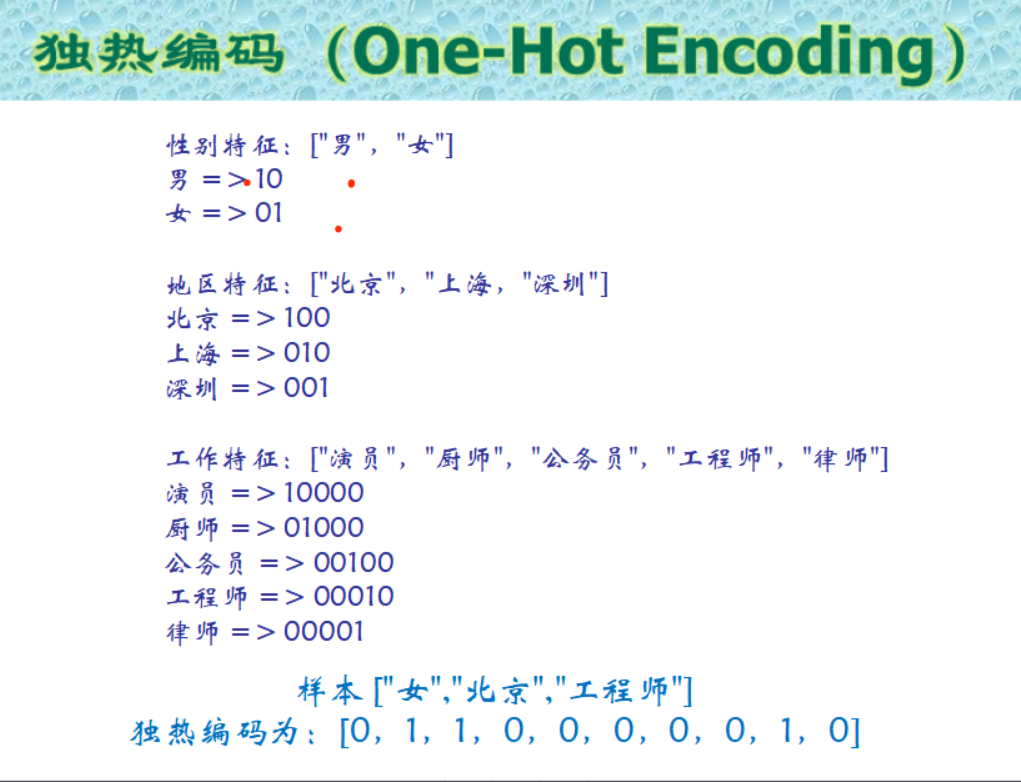 独热编码（One-Hot Encoding）
性别特征：["男"，"女"]
男 => 10
女 => 01
地区特征：["北京"，"上海，"深圳"]
北京 => 100
上海 => 010
深圳 => 001
工作特征：["演员"，"厨师"，"公务员"，"工程师"，"律师"]
演员 => 10000
厨师 => 01000
公务员 => 00100
工程师 => 00010
律师 => 00001
样本 ["女","北京","工程师"]
独热编码为：[0，1，1，0，0，0，0，0，1，0]